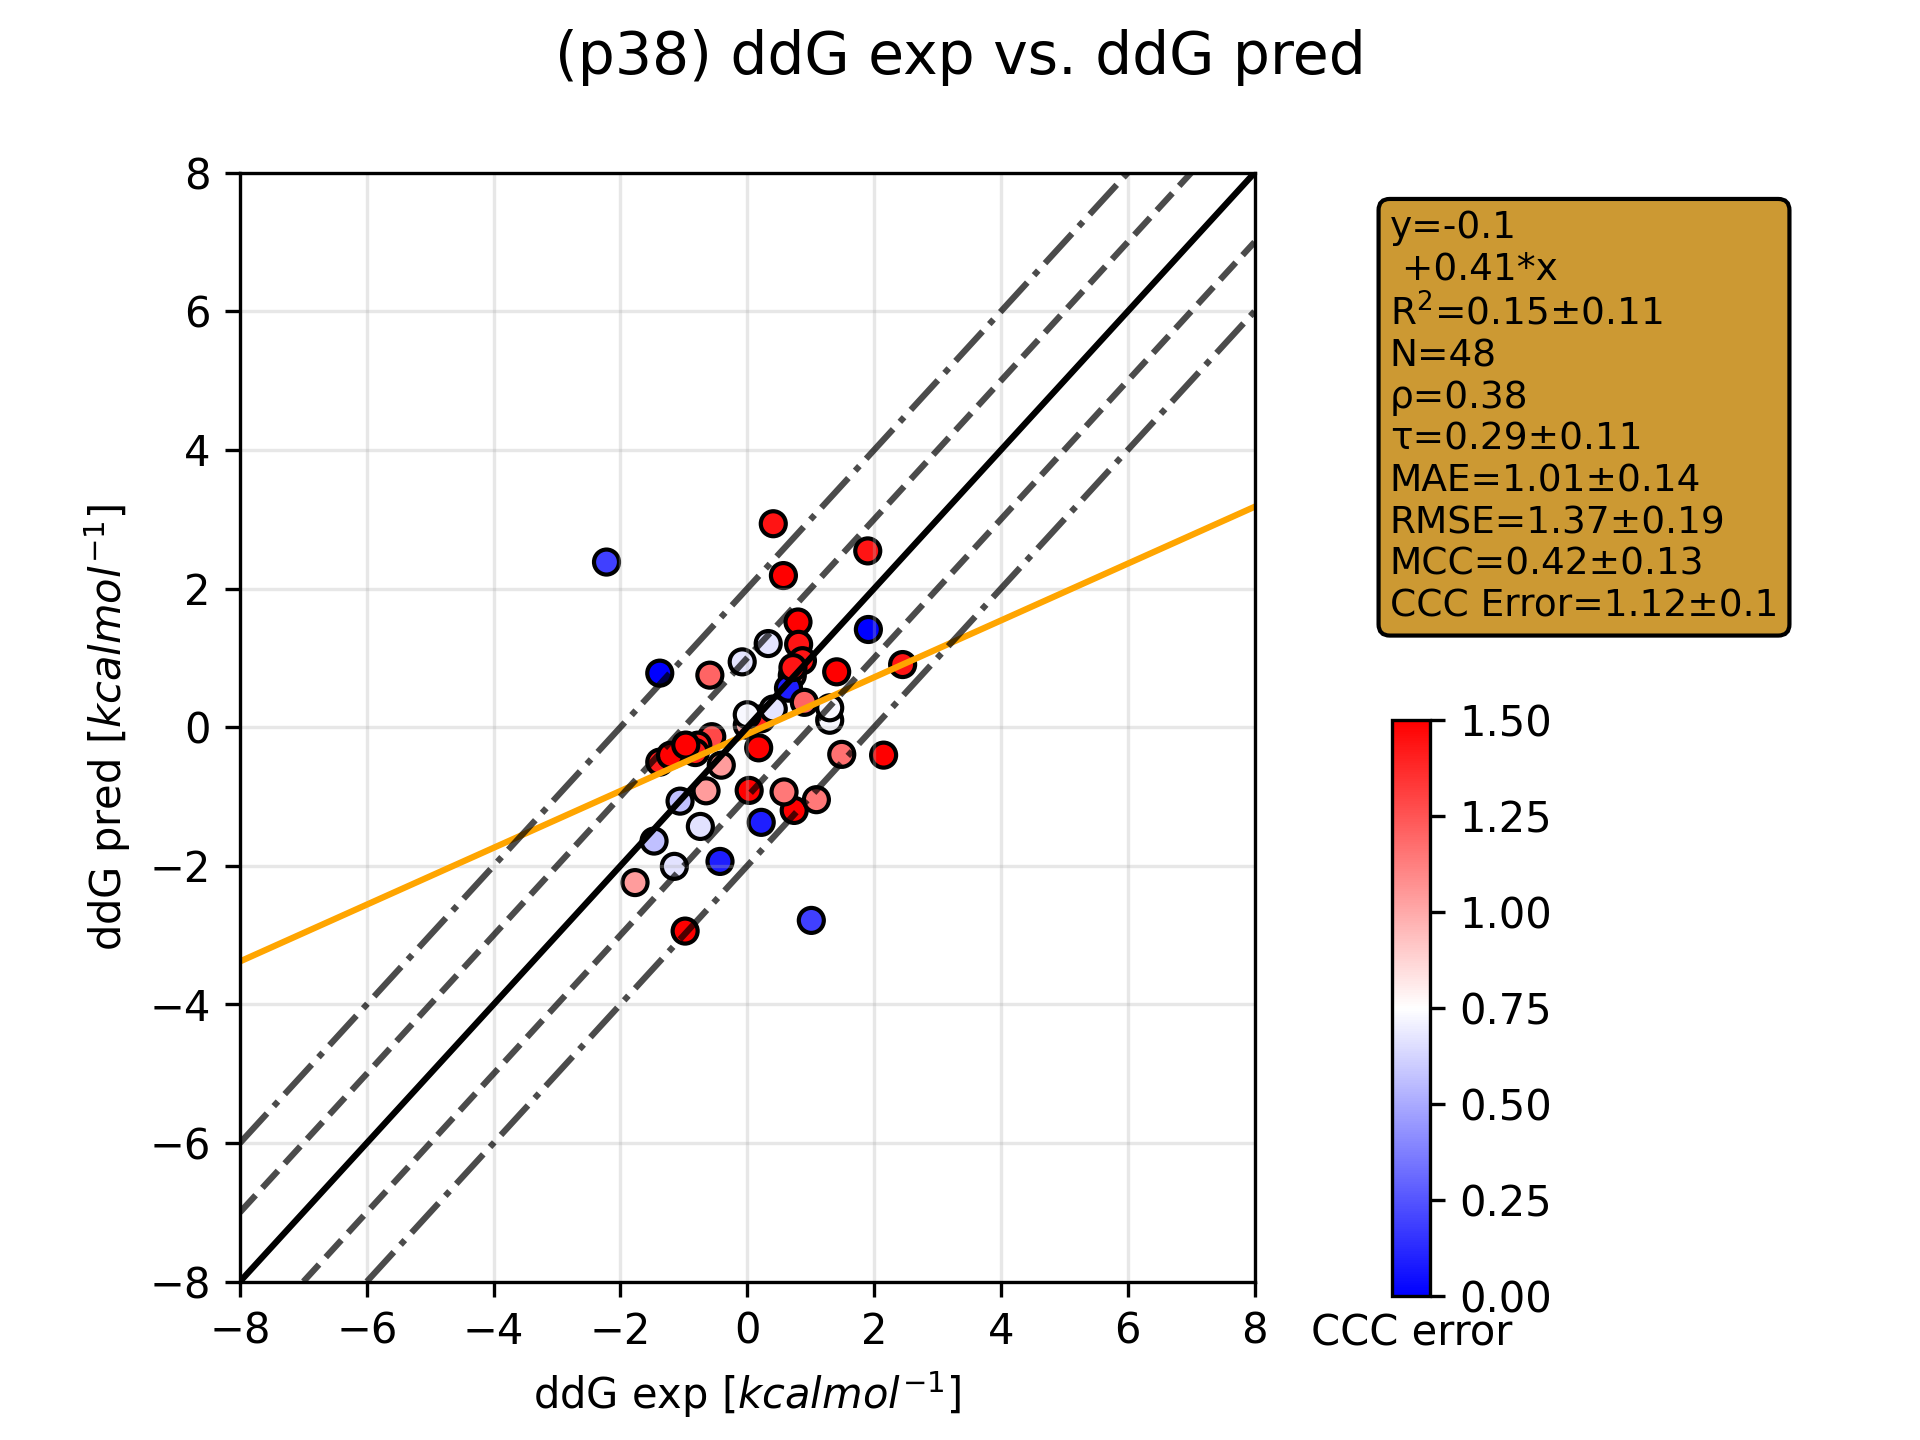 (p38) ddG exp vs. ddG pred
8
6
4
2
0
−2
−4
−6
−8
ddG pred [kcalmol⁻¹]
−8 −6 −4 −2 0 2 4 6 8
ddG exp [kcalmol⁻¹]
y=-0.1
+0.41*x
R²=0.15±0.11
N=48
ρ=0.38
τ=0.29±0.11
MAE=1.01±0.14
RMSE=1.37±0.19
MCC=0.42±0.13
CCC Error=1.12±0.1
1.50
1.25
1.00
0.75
0.50
0.25
0.00
CCC error